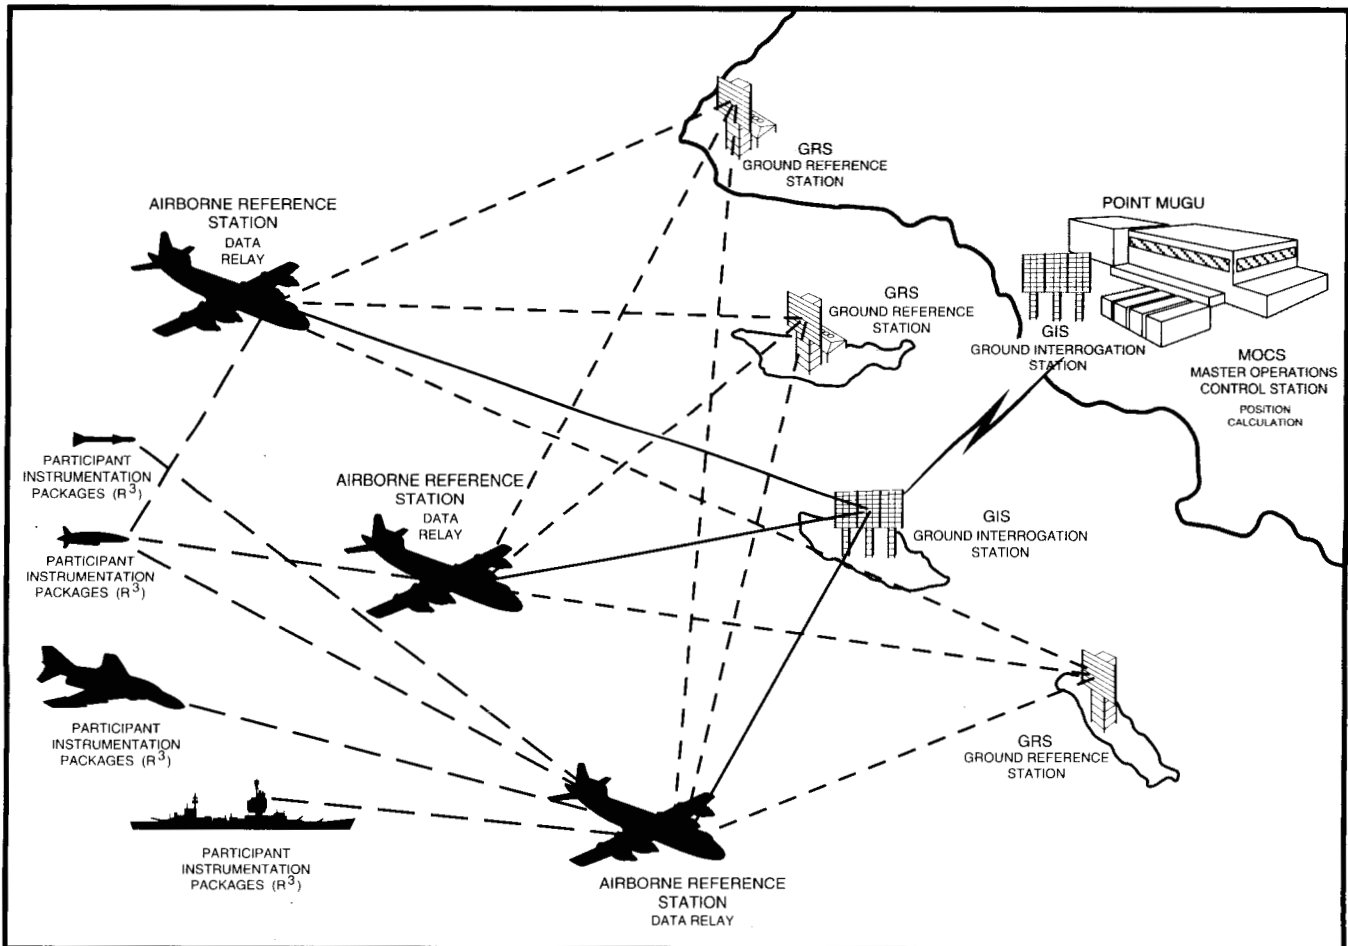 GRS
GROUND REFERENCE
STATION
POINT MUGU
AIRBORNE REFERENCE
STATION
DATA
RELAY
GRS
GROUND REFERENCE
STATION
GIS
GROUND INTERROGATION
STATION
MOCS
MASTER OPERATIONS
CONTROL STATION
POSITION
CALCULATION
PARTICIPANT
INSTRUMENTATION
PACKAGES (R³)
AIRBORNE REFERENCE
STATION
DATA
RELAY
GIS
GROUND INTERROGATION
STATION
PARTICIPANT
INSTRUMENTATION
PACKAGES (R³)
PARTICIPANT
INSTRUMENTATION
PACKAGES (R³)
GRS
GROUND REFERENCE
STATION
PARTICIPANT
INSTRUMENTATION
PACKAGES (R³)
AIRBORNE REFERENCE
STATION
DATA RELAY